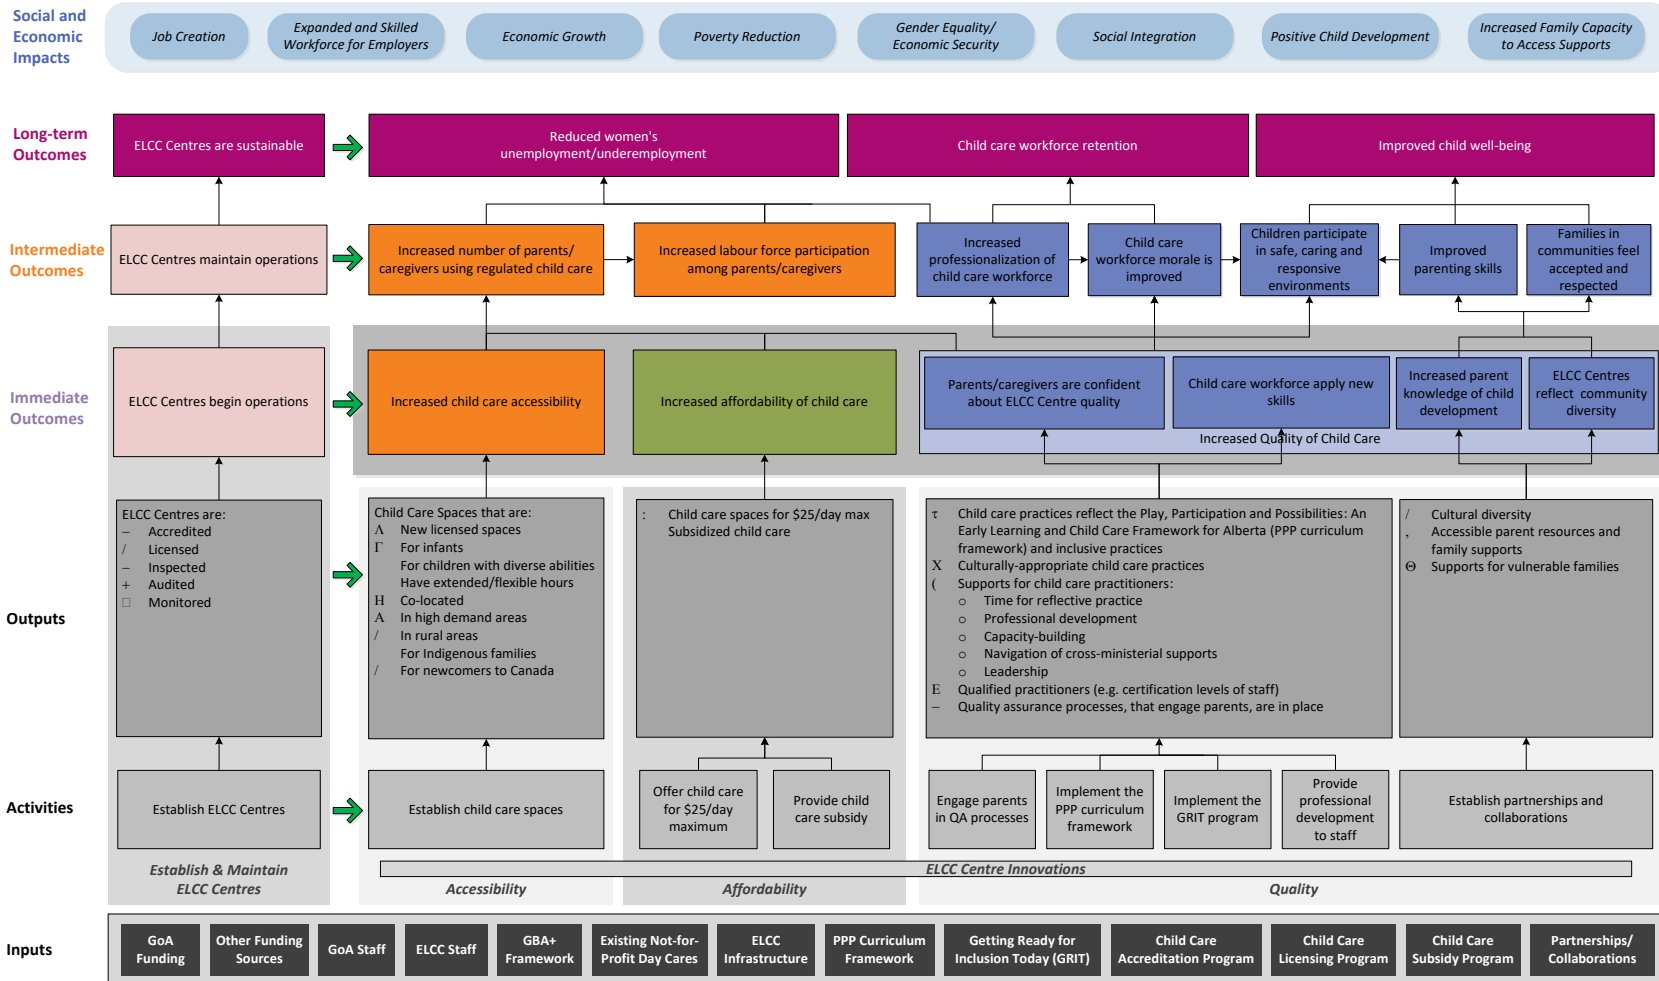 Social and
Economic
Impacts
Job Creation
Expanded and Skilled
Workforce for Employers
Economic Growth
Poverty Reduction
Gender Equality/
Economic Security
Social Integration
Positive Child Development
Increased Family Capacity
to Access Supports
Long-term
Outcomes
ELCC Centres are sustainable
Reduced women's
unemployment/underemployment
Child care workforce retention
Improved child well-being
Intermediate
Outcomes
ELCC Centres maintain operations
Increased number of parents/
caregivers using regulated child care
Increased labour force participation
among parents/caregivers
Increased
professionalization of
child care workforce
Child care
workforce morale is
improved
Children participate
in safe, caring and
responsive
environments
Improved
parenting skills
Families in
communities feel
accepted and
respected
Immediate
Outcomes
ELCC Centres begin operations
Increased child care accessibility
Increased affordability of child care
Parents/caregivers are confident
about ELCC Centre quality
Child care workforce apply new
skills
Increased parent
knowledge of child
development
ELCC Centres
reflect community
diversity
Increased Quality of Child Care
Outputs
ELCC Centres are:
– Accredited
/ Licensed
– Inspected
+ Audited
□ Monitored
Child Care Spaces that are:
Λ New licensed spaces
Γ For infants
For children with diverse abilities
Have extended/flexible hours
H Co-located
A In high demand areas
/ In rural areas
For Indigenous families
/ For newcomers to Canada
: Child care spaces for $25/day max
Subsidized child care
τ Child care practices reflect the Play, Participation and Possibilities: An
Early Learning and Child Care Framework for Alberta (PPP curriculum
framework) and inclusive practices
X Culturally-appropriate child care practices
( Supports for child care practitioners:
o Time for reflective practice
o Professional development
o Capacity-building
o Navigation of cross-ministerial supports
o Leadership
E Qualified practitioners (e.g. certification levels of staff)
– Quality assurance processes, that engage parents, are in place
/ Cultural diversity
, Accessible parent resources and
family supports
Θ Supports for vulnerable families
Activities
Establish ELCC Centres
Establish child care spaces
Offer child care
for $25/day
maximum
Provide child
care subsidy
Engage parents
in QA processes
Implement the
PPP curriculum
framework
Implement the
GRIT program
Provide
professional
development
to staff
Establish partnerships and
collaborations
Establish & Maintain
ELCC Centres
ELCC Centre Innovations
Accessibility
Affordability
Quality
Inputs
GoA
Funding
Other Funding
Sources
GoA Staff
ELCC Staff
GBA+
Framework
Existing Not-for-
Profit Day Cares
ELCC
Infrastructure
PPP Curriculum
Framework
Getting Ready for
Inclusion Today (GRIT)
Child Care
Accreditation Program
Child Care
Licensing Program
Child Care
Subsidy Program
Partnerships/
Collaborations